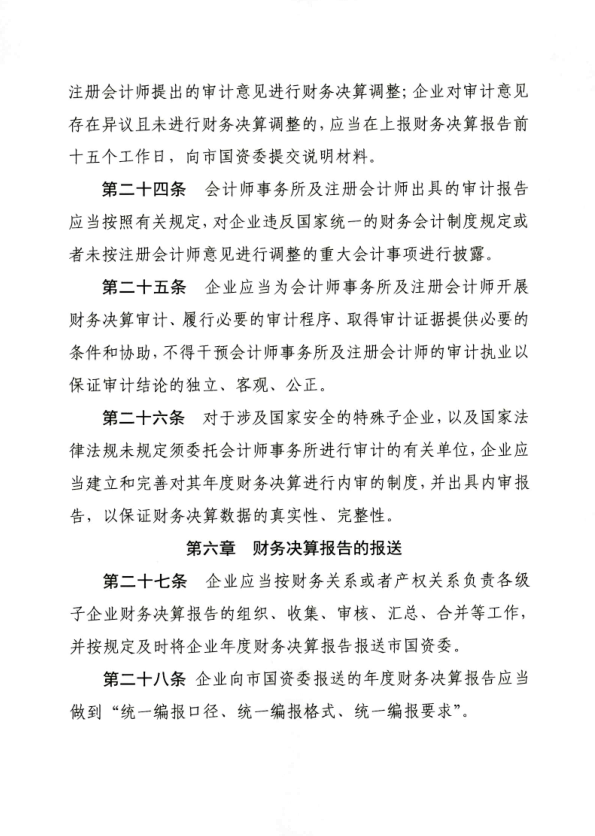 注册会计师提出的审计意见进行财务决算调整；企业对审计意见
存在异议且未进行财务决算调整的，应当在上报财务决算报告前
十五个工作日，向市国资委提交说明材料。
第二十四条 会计师事务所及注册会计师出具的审计报告
应当按照有关规定，对企业违反国家统一的财务会计制度规定或
者未按注册会计师意见进行调整的重大会计事项进行披露。
第二十五条 企业应当为会计师事务所及注册会计师开展
财务决算审计、履行必要的审计程序、取得审计证据提供必要的
条件和协助，不得干预会计师事务所及注册会计师的审计执业以
保证审计结论的独立、客观、公正。
第二十六条 对于涉及国家安全的特殊子企业，以及国家法
律法规未规定须委托会计师事务所进行审计的有关单位，企业应
当建立和完善对其年度财务决算进行内审的制度，并出具内审报
告，以保证财务决算数据的真实性、完整性。
第六章 财务决算报告的报送
第二十七条 企业应当按财务关系或者产权关系负责各级
子企业财务决算报告的组织、收集、审核、汇总、合并等工作，
并按规定及时将企业年度财务决算报告报送市国资委。
第二十八条 企业向市国资委报送的年度财务决算报告应当
做到“统一编报口径、统一编报格式、统一编报要求”。